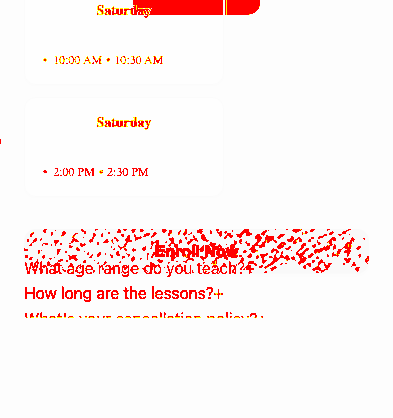 Saturday
• 10:00 AM • 10:30 AM
Saturday
• 2:00 PM • 2:30 PM
Enroll Now
What age range do you teach?+
How long are the lessons?+
What's your cancellation policy?+